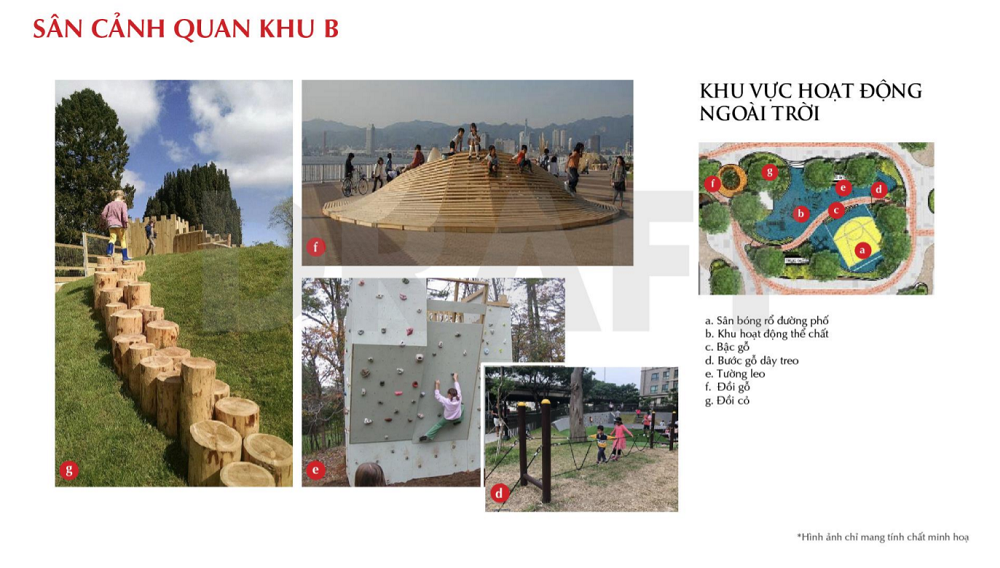 SÂN CẢNH QUAN KHU B
KHU VỰC HOẠT ĐỘNG
NGOÀI TRỜI
f
g
e
d
b
c
a
DRAFT
f
g
e
d
a. Sân bóng rổ đường phố
b. Khu hoạt động thể chất
c. Bậc gỗ
d. Bước gỗ dây treo
e. Tường leo
f. Đồi gỗ
g. Đồi cỏ
*Hình ảnh chỉ mang tính chất minh hoạ